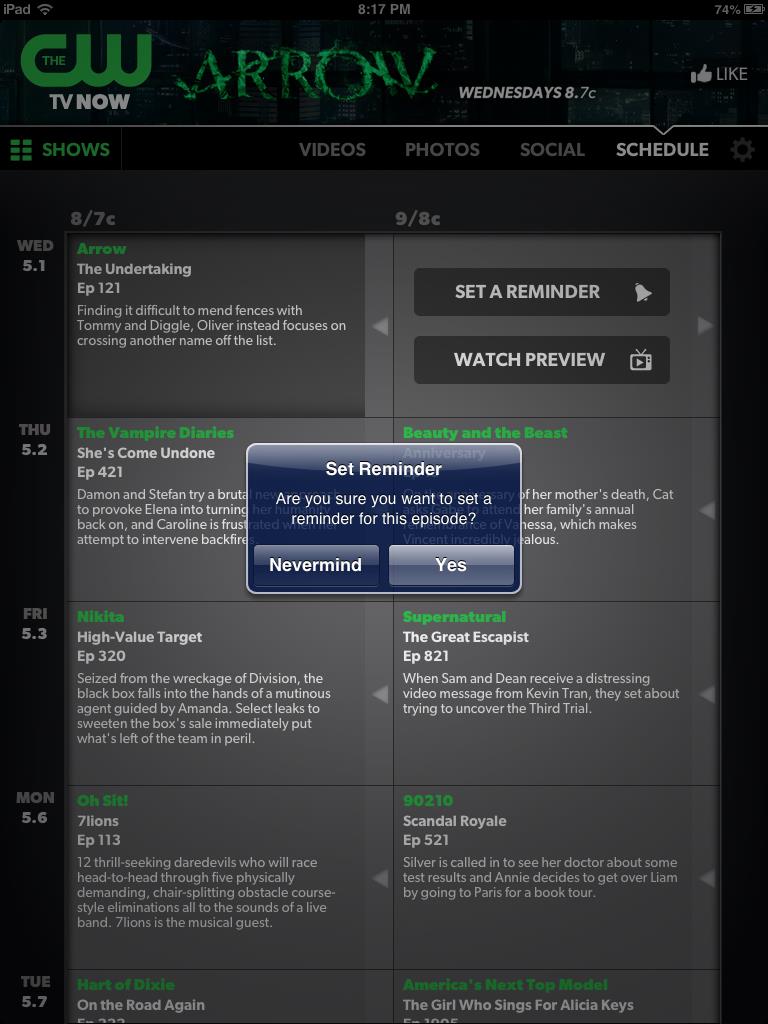 iPad
8:17 PM
74%
THE CW
TV NOW
ARROW
WEDNESDAYS 8.7c
LIKE
SHOWS
VIDEOS
PHOTOS
SOCIAL
SCHEDULE
8/7c
9/8c
WED
5.1
Arrow
The Undertaking
Ep 121
Finding it difficult to mend fences with
Tommy and Diggle, Oliver instead focuses on
crossing another name off the list.
SET A REMINDER
WATCH PREVIEW
THU
5.2
The Vampire Diaries
She's Come Undone
Ep 421
Damon and Stefan try a brutal new
to provoke Elena into turning her humanity
back on, and Caroline is frustrated when her
attempt to intervene backfires.
Beauty and the Beast
Anniversary
of her mother's death, Cat
asks Gabe to attend her family's annual
remembrance of Vanessa, which makes
Vincent incredibly jealous.
Set Reminder
Are you sure you want to set a
reminder for this episode?
Nevermind
Yes
FRI
5.3
Nikita
High-Value Target
Ep 320
Seized from the wreckage of Division, the
black box falls into the hands of a mutinous
agent guided by Amanda. Select leaks to
sweeten the box's sale immediately put
what's left of the team in peril.
Supernatural
The Great Escapist
Ep 821
When Sam and Dean receive a distressing
video message from Kevin Tran, they set about
trying to uncover the Third Trial.
MON
5.6
Oh Sit!
7lions
Ep 113
12 thrill-seeking daredevils who will race
head-to-head through five physically
demanding, chair-splitting obstacle course-
style eliminations all to the sounds of a live
band. 7lions is the musical guest.
90210
Scandal Royale
Ep 521
Silver is called in to see her doctor about some
test results and Annie decides to get over Liam
by going to Paris for a book tour.
TUE
5.7
Hart of Dixie
On the Road Again
Ep 222
America's Next Top Model
The Girl Who Sings For Alicia Keys
Ep 1905